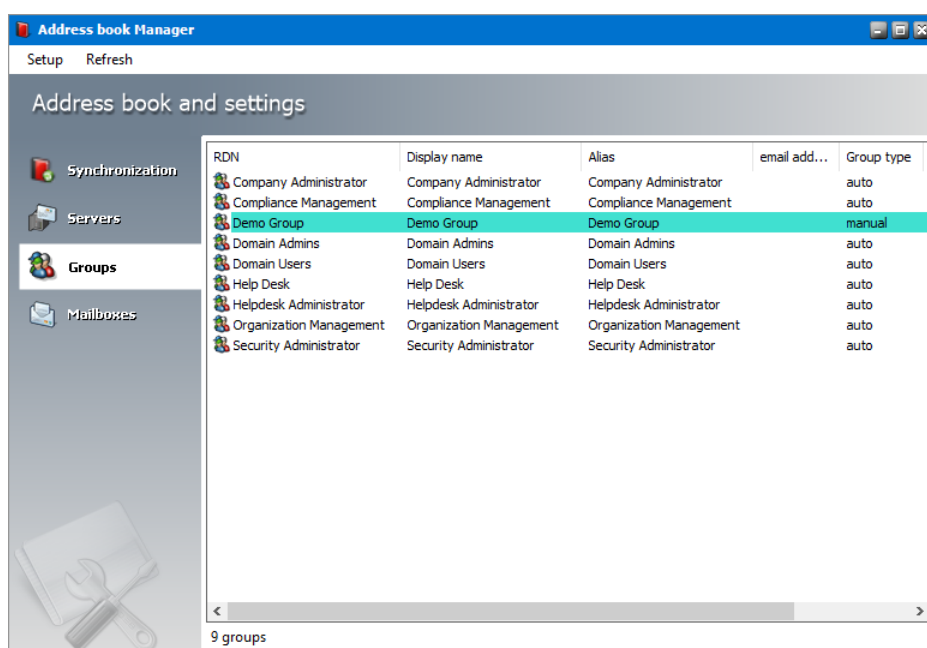 Address book Manager
Setup Refresh
Address book and settings
Synchronization
Servers
Groups
Mailboxes
RDN Display name Alias email add... Group type
Company Administrator Company Administrator Company Administrator auto
Compliance Management Compliance Management Compliance Management auto
Demo Group Demo Group Demo Group manual
Domain Admins Domain Admins Domain Admins auto
Domain Users Domain Users Domain Users auto
Help Desk Help Desk Help Desk auto
Helpdesk Administrator Helpdesk Administrator Helpdesk Administrator auto
Organization Management Organization Management Organization Management auto
Security Administrator Security Administrator Security Administrator auto
9 groups